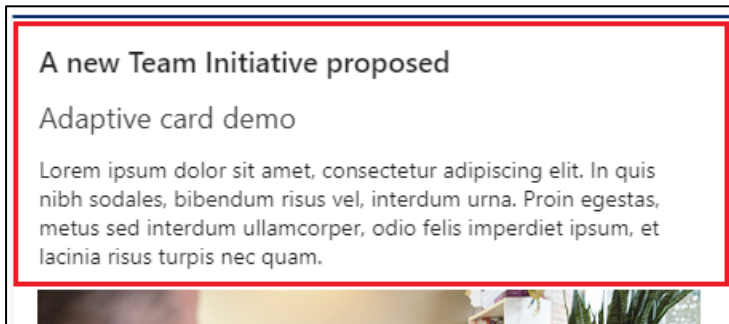 A new Team Initiative proposed
Adaptive card demo
Lorem ipsum dolor sit amet, consectetur adipiscing elit. In quis
nibh sodales, bibendum risus vel, interdum urna. Proin egestas,
metus sed interdum ullamcorper, odio felis imperdiet ipsum, et
lacinia risus turpis nec quam.